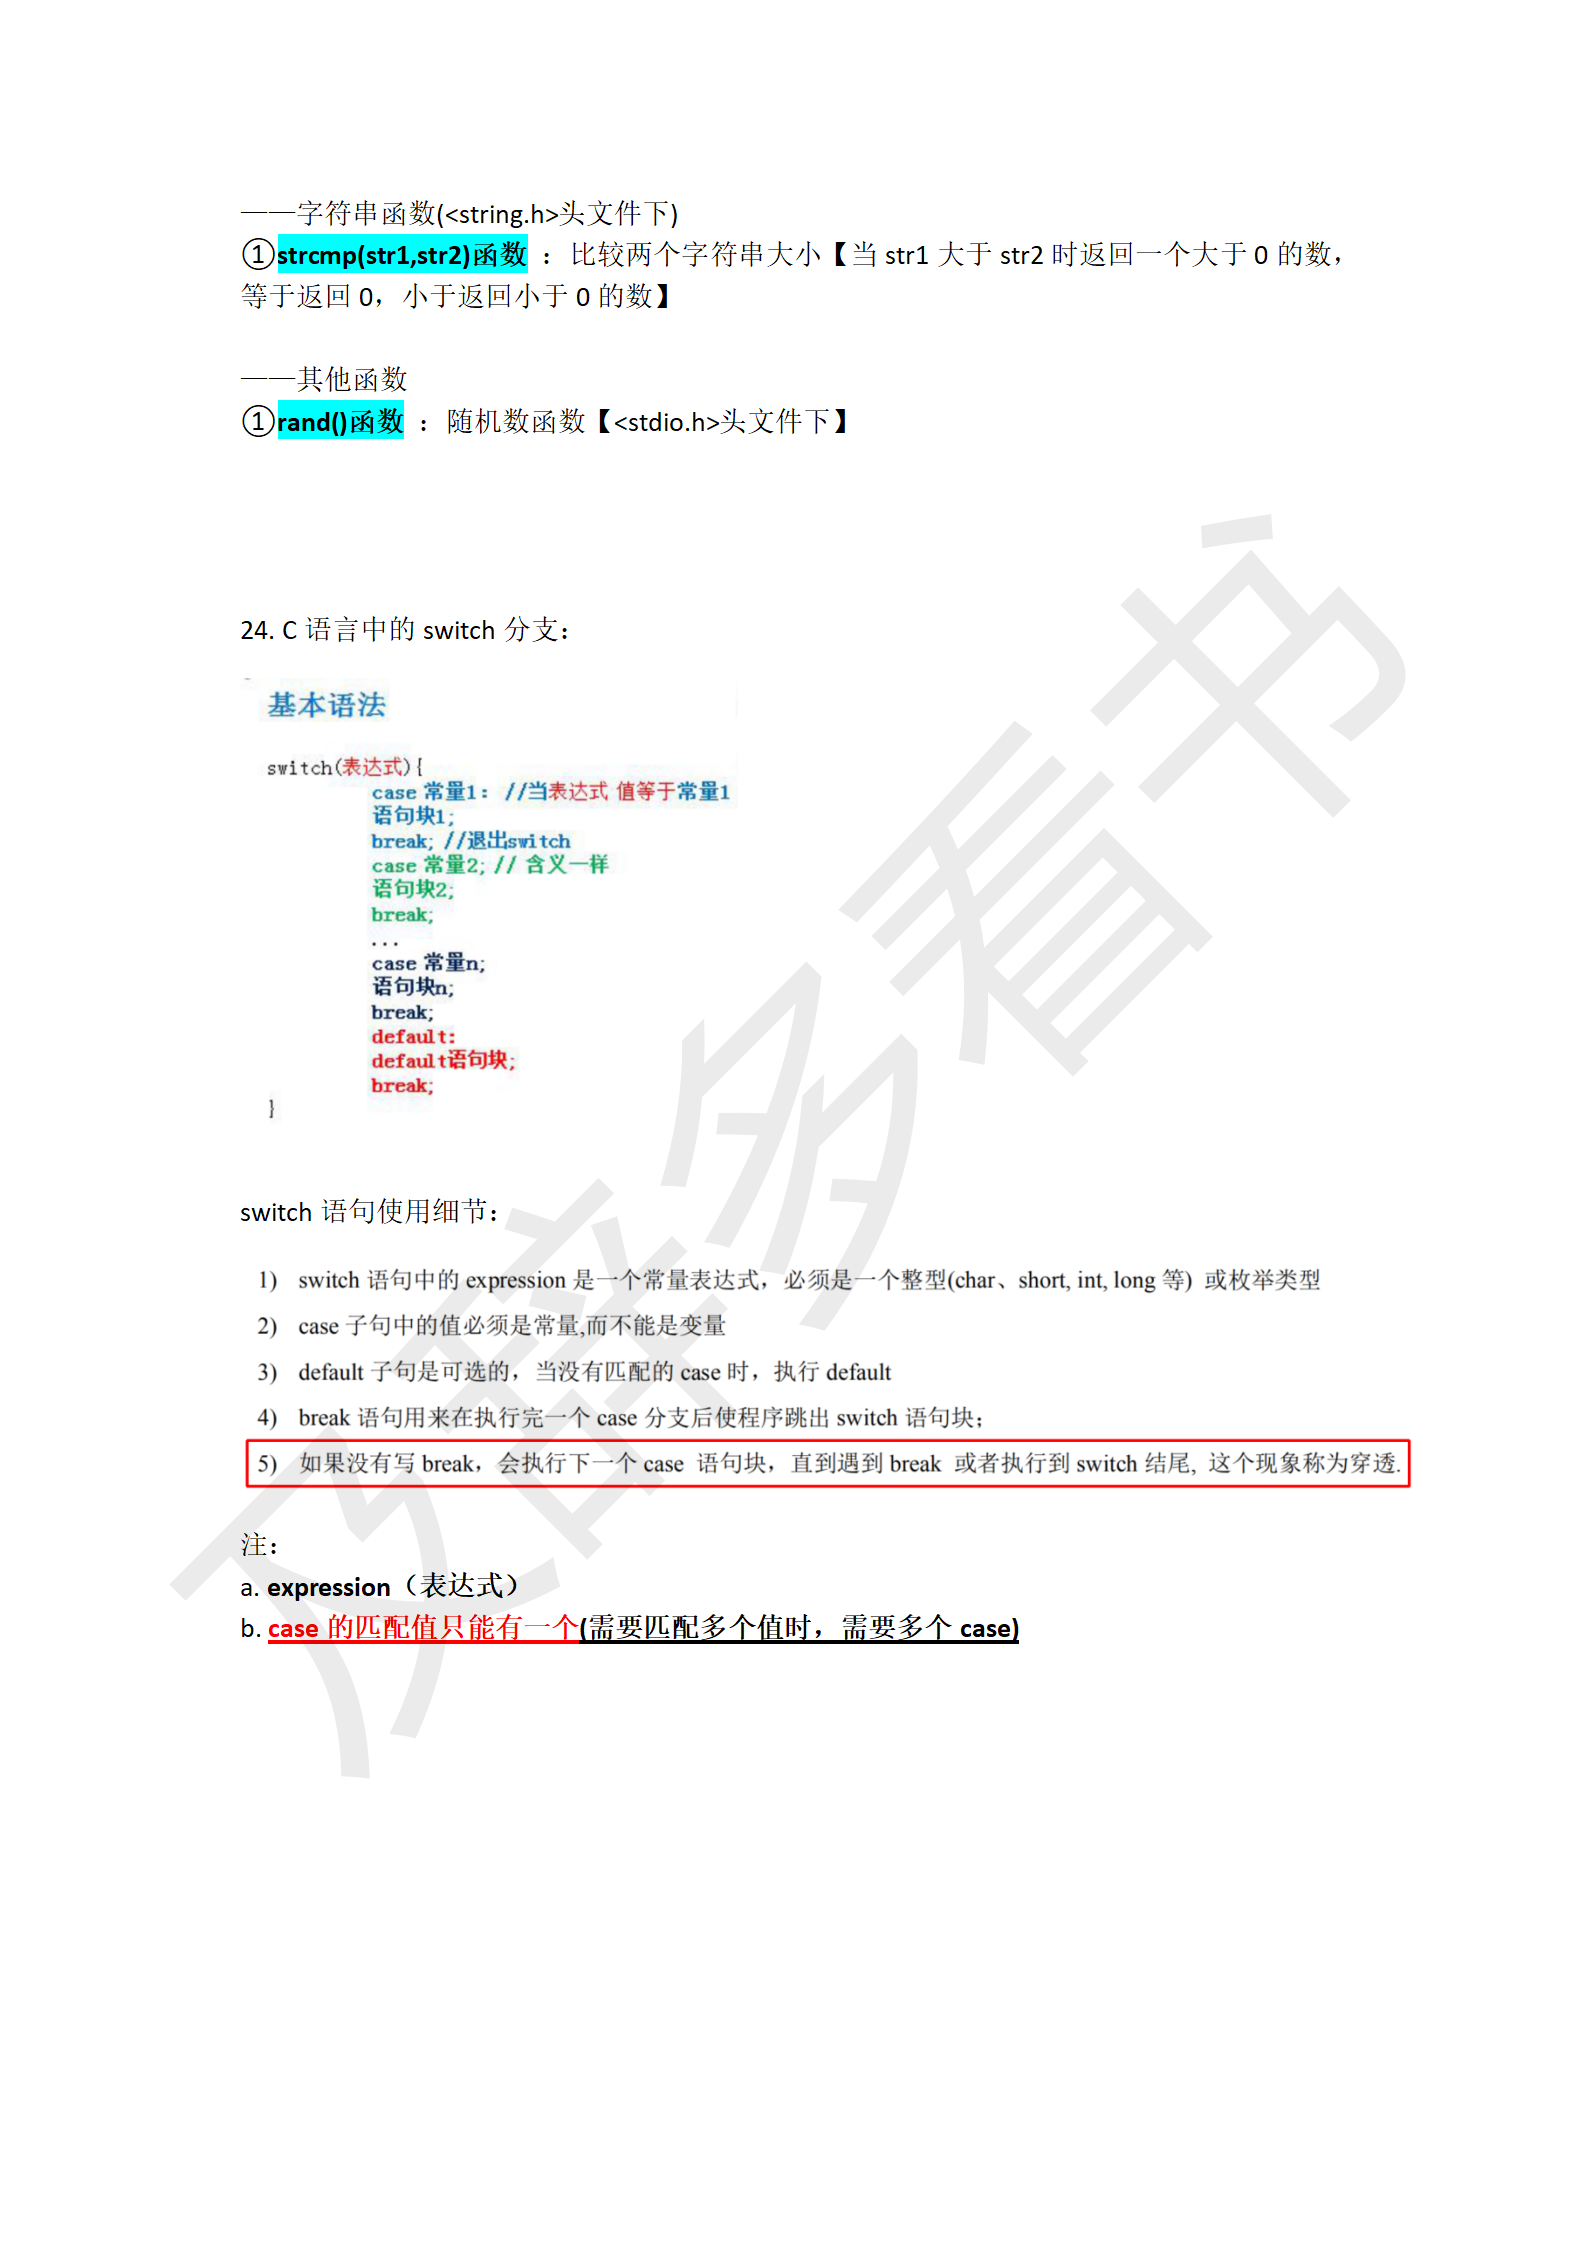 ——字符串函数(<string.h>头文件下)
①strcmp(str1,str2)函数 ：比较两个字符串大小【当 str1 大于 str2 时返回一个大于 0 的数，
等于返回 0，小于返回小于 0 的数】
——其他函数
①rand()函数 ：随机数函数【<stdio.h>头文件下】
24. C 语言中的 switch 分支：
基本语法
switch(表达式){
case 常量1： //当表达式 值等于常量1
语句块1;
break; //退出switch
case 常量2; // 含义一样
语句块2;
break;
...
case 常量n;
语句块n;
break;
default:
default语句块;
break;
}
switch 语句使用细节：
1) switch 语句中的 expression 是一个常量表达式，必须是一个整型(char、short, int, long 等) 或枚举类型
2) case 子句中的值必须是常量,而不能是变量
3) default 子句是可选的，当没有匹配的 case 时，执行 default
4) break 语句用来在执行完一个 case 分支后使程序跳出 switch 语句块；
5) 如果没有写 break，会执行下一个 case 语句块，直到遇到 break 或者执行到 switch 结尾, 这个现象称为穿透.
注：
a. expression（表达式）
b. case 的匹配值只能有一个(需要匹配多个值时，需要多个 case)
及辞多看书